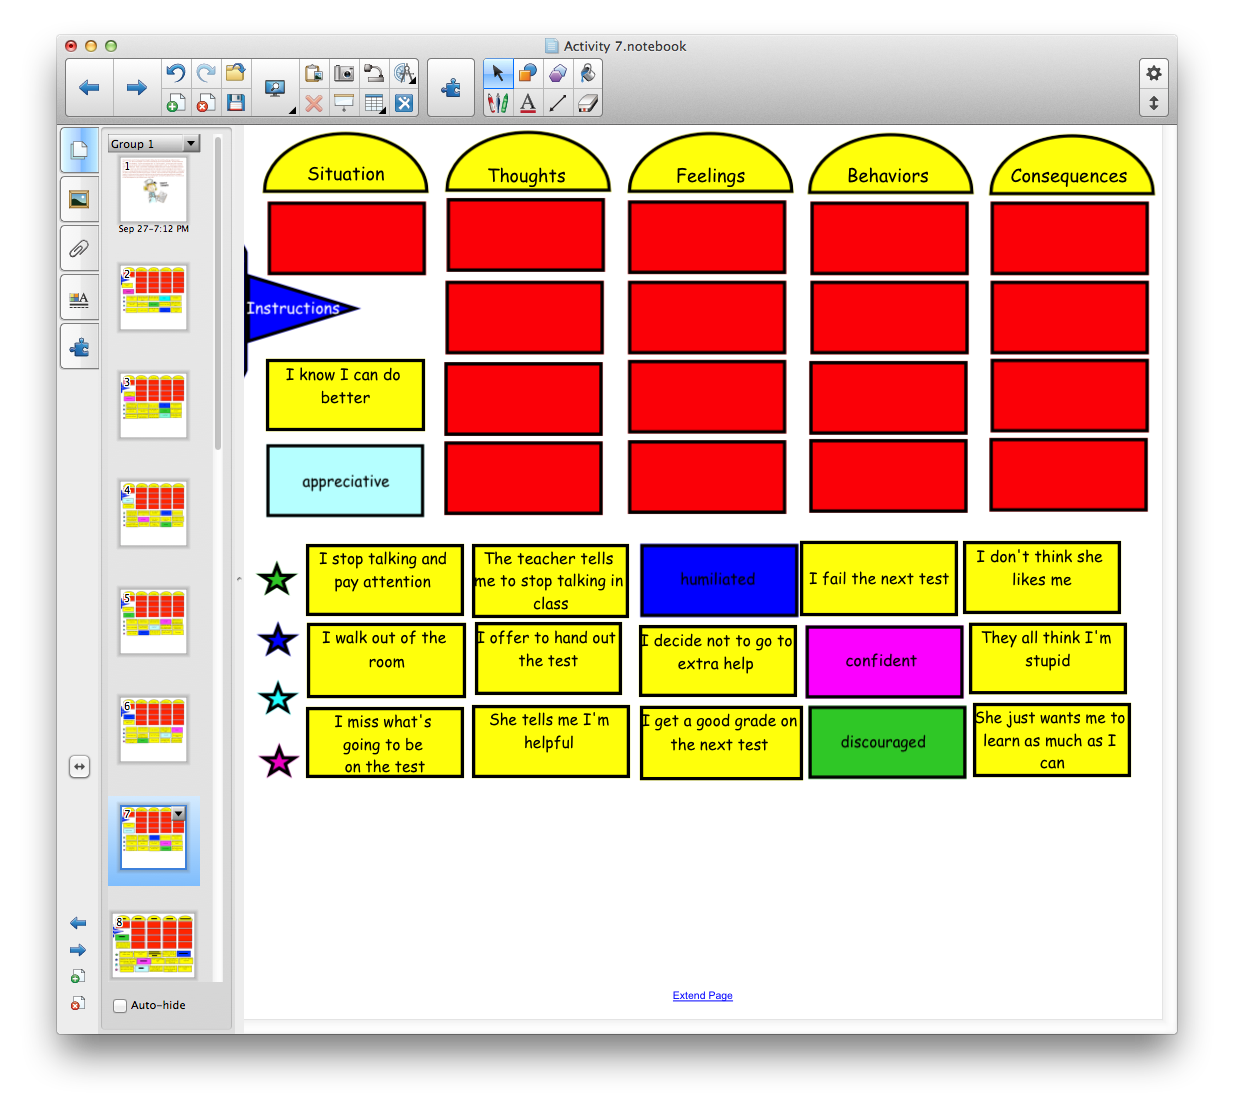 Activity 7.notebook
Group 1
1
Sep 27-7:12 PM
2
3
4
5
6
7
8
Auto-hide
Situation
Thoughts
Feelings
Behaviors
Consequences
Instructions
I know I can do
better
appreciative
I stop talking and
pay attention
The teacher tells
me to stop talking in
class
humiliated
I fail the next test
I don't think she
likes me
I walk out of the
room
I offer to hand out
the test
I decide not to go to
extra help
confident
They all think I'm
stupid
I miss what's
going to be
on the test
She tells me I'm
helpful
I get a good grade on
the next test
discouraged
She just wants me to
learn as much as I
can
Extend Page